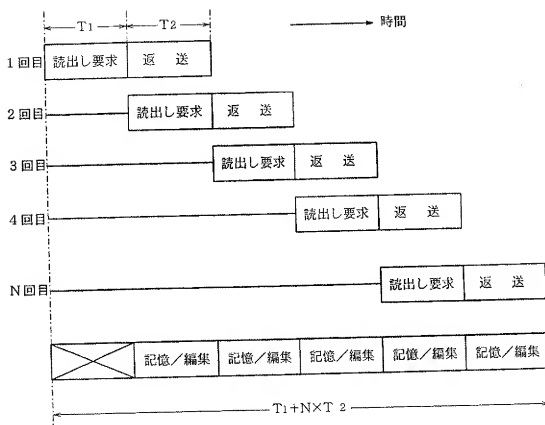 T1 T2 時間
1回目 読出し要求 返 送
2回目 読出し要求 返 送
3回目 読出し要求 返 送
4回目 読出し要求 返 送
N回目 読出し要求 返 送
記憶/編集 記憶/編集 記憶/編集 記憶/編集 記憶/編集
T1+N×T2